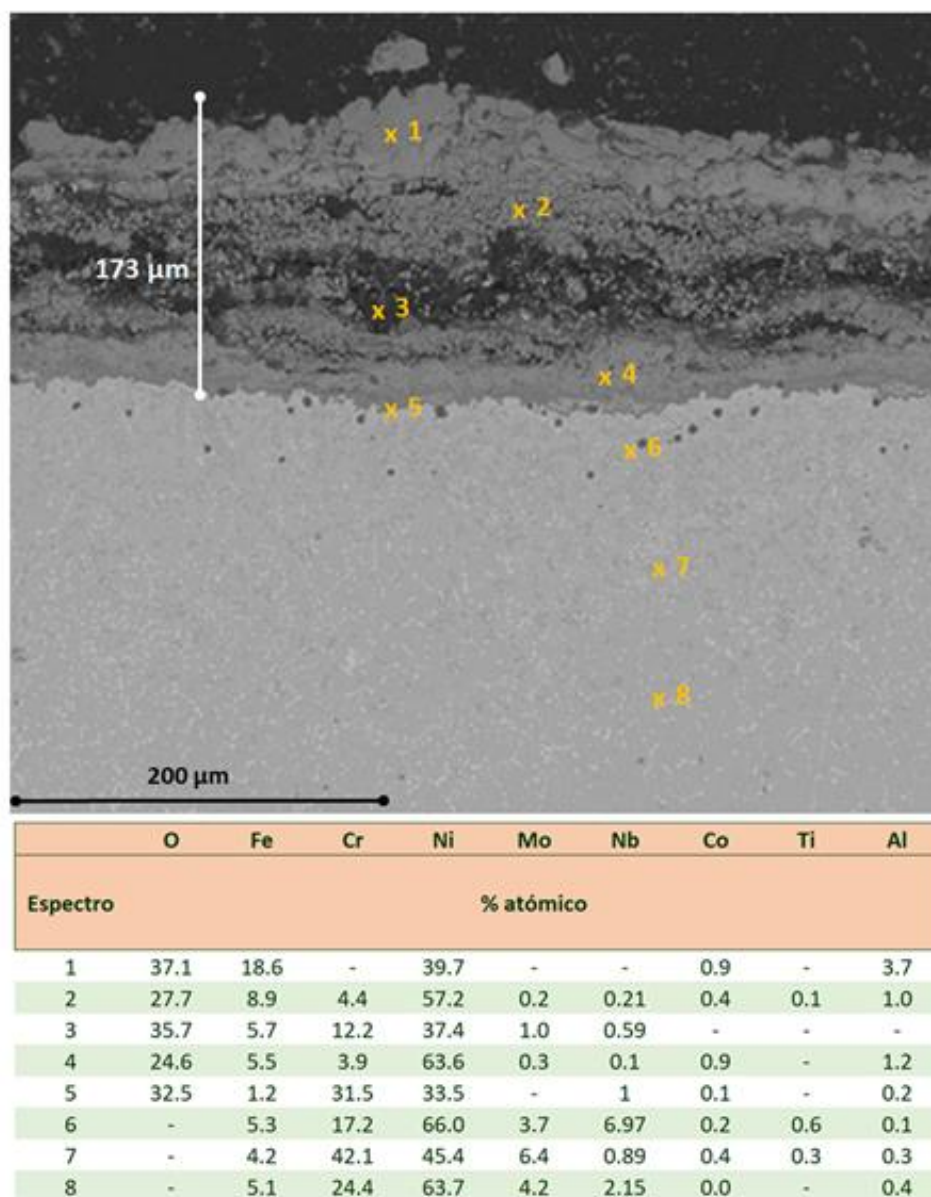 x 1
x 2
173 µm
x 3
x 4
x 5
x 6
x 7
x 8
200 µm
O Fe Cr Ni Mo Nb Co Ti Al
Espectro % atómico
1 37.1 18.6 - 39.7 - - 0.9 - 3.7
2 27.7 8.9 4.4 57.2 0.2 0.21 0.4 0.1 1.0
3 35.7 5.7 12.2 37.4 1.0 0.59 - - -
4 24.6 5.5 3.9 63.6 0.3 0.1 0.9 - 1.2
5 32.5 1.2 31.5 33.5 - 1 0.1 - 0.2
6 - 5.3 17.2 66.0 3.7 6.97 0.2 0.6 0.1
7 - 4.2 42.1 45.4 6.4 0.89 0.4 0.3 0.3
8 - 5.1 24.4 63.7 4.2 2.15 0.0 - 0.4